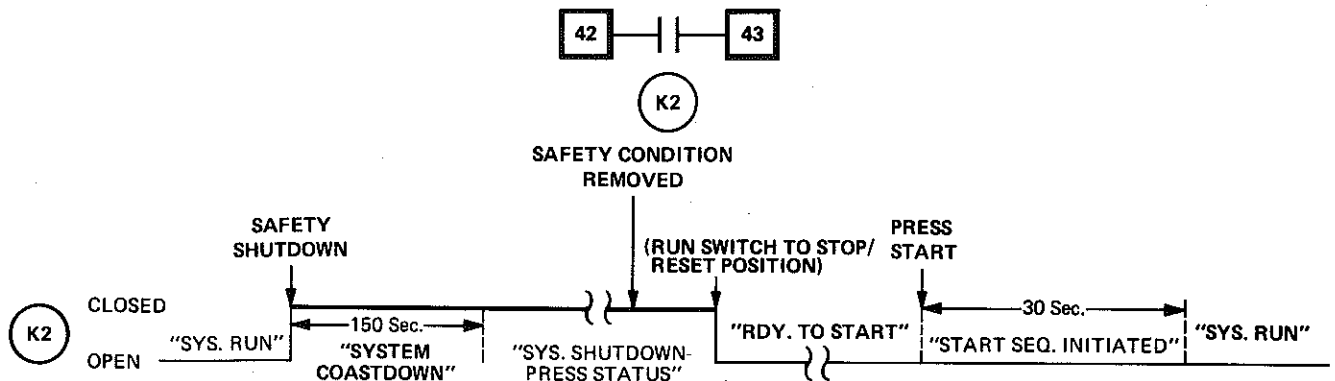 42
43
K2
SAFETY CONDITION
REMOVED
SAFETY
SHUTDOWN
(RUN SWITCH TO STOP/
RESET POSITION)
PRESS
START
K2
CLOSED
OPEN
"SYS. RUN"
150 Sec.
"SYSTEM
COASTDOWN"
"SYS. SHUTDOWN-
PRESS STATUS"
"RDY. TO START"
30 Sec.
"START SEQ. INITIATED"
"SYS. RUN"